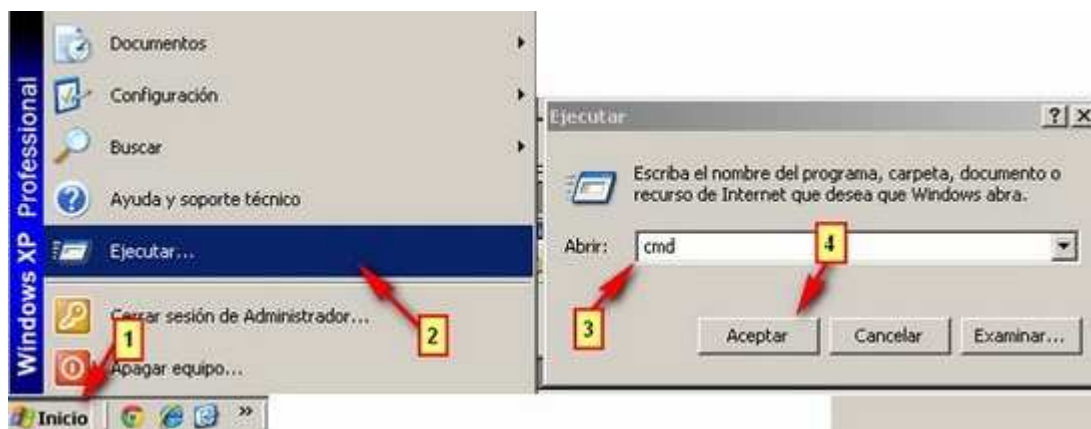 Windows XP Professional
Documentos
Configuración
Buscar
Ayuda y soporte técnico
Ejecutar...
Cerrar sesión de Administrador...
Apagar equipo...
1
2
Inicio
»
Ejecutar
? X
Escriba el nombre del programa, carpeta, documento o
recurso de Internet que desea que Windows abra.
Abrir: cmd
3
4
Aceptar Cancelar Examinar...